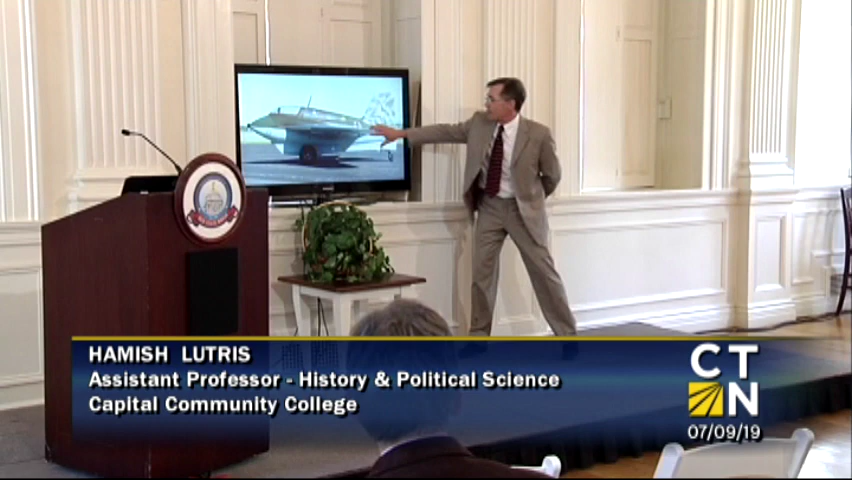 HAMISH LUTRIS
Assistant Professor - History & Political Science
Capital Community College
CT
N
07/09/19